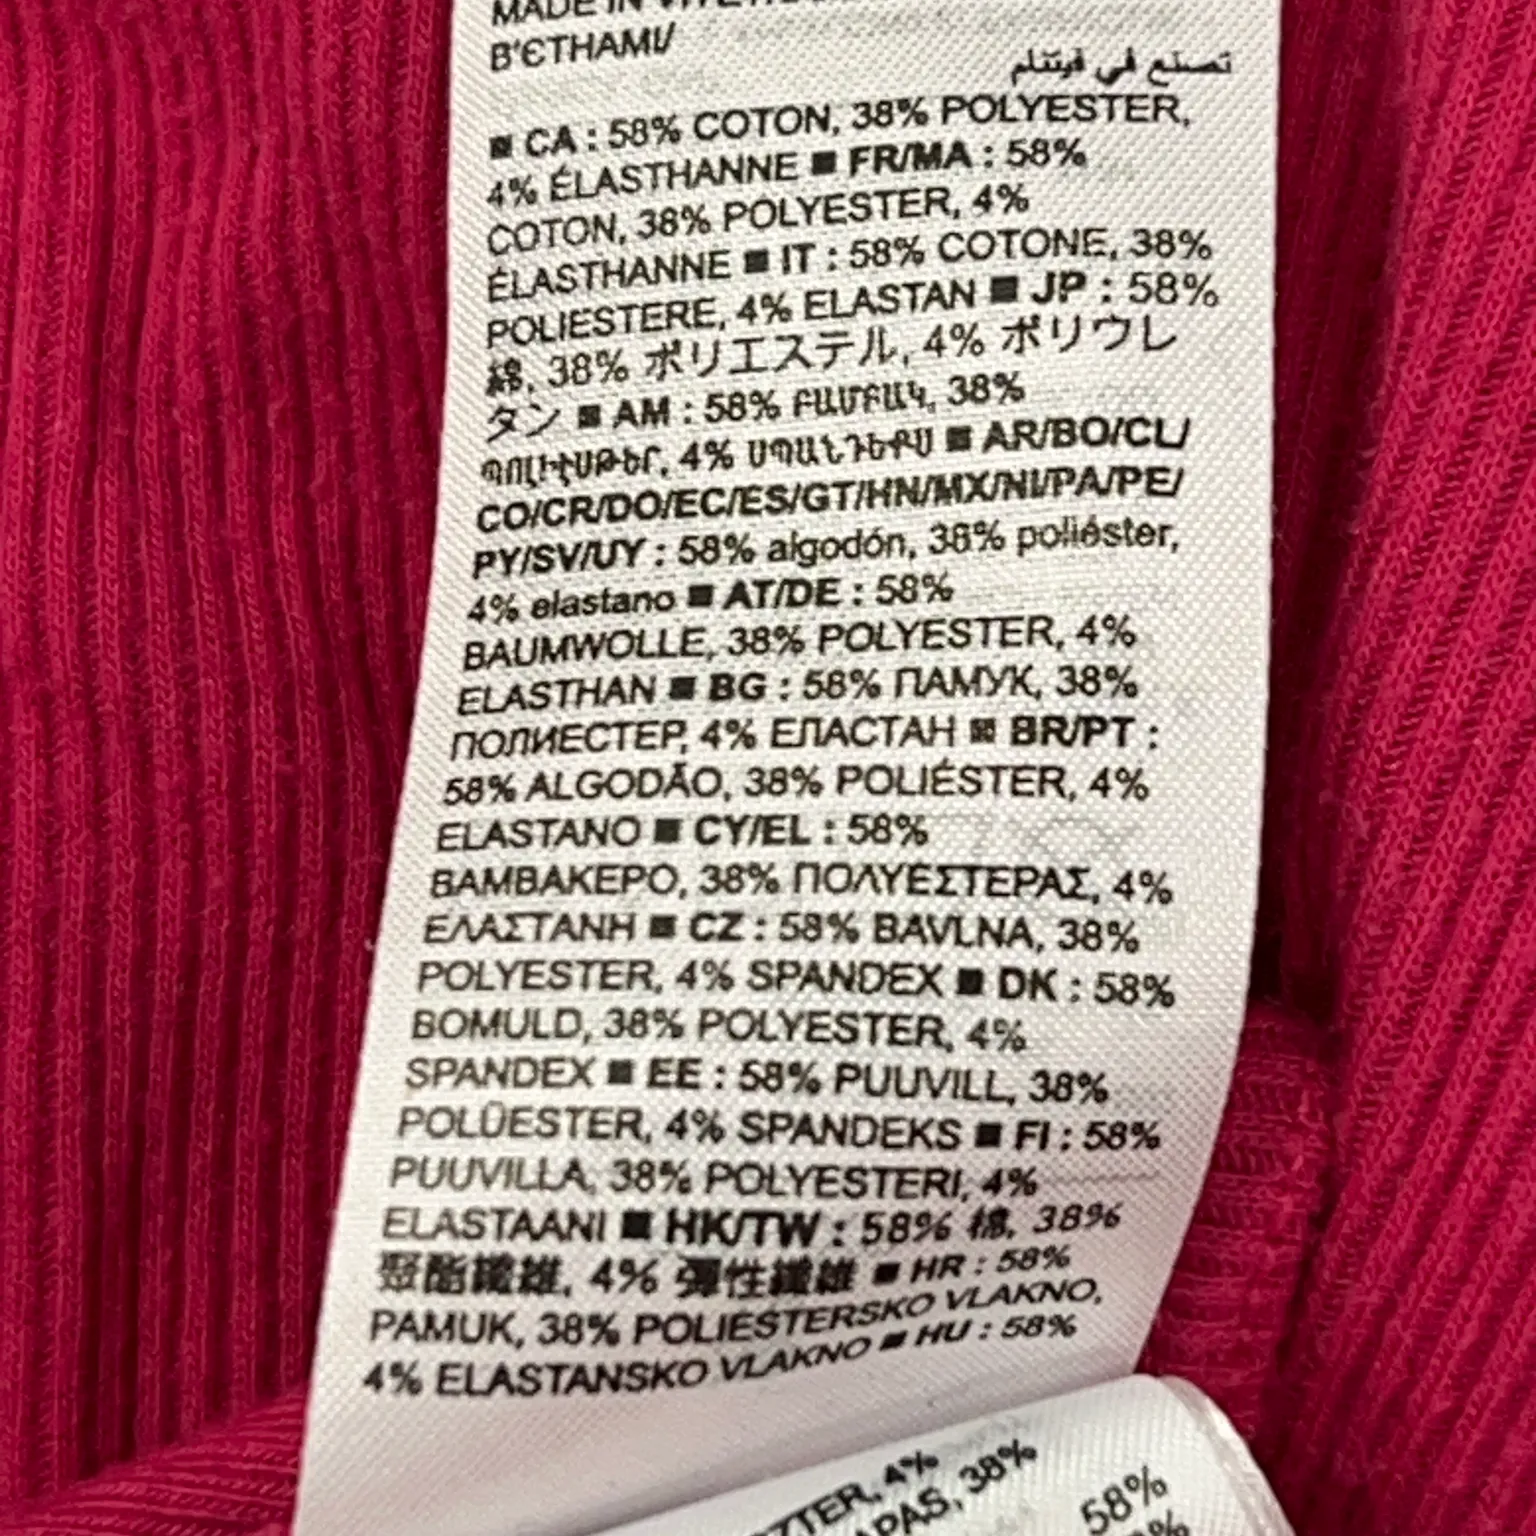 MADE IN
В'ЄТНАМІ/
تصنع في فيتنام
■ CA : 58% COTON, 38% POLYESTER,
4% ÉLASTHANNE ■ FR/MA : 58%
COTON, 38% POLYESTER, 4%
ÉLASTHANNE ■ IT : 58% COTONE, 38%
POLIESTERE, 4% ELASTAN ■ JP : 58%
綿, 38% ポリエステル, 4% ポリウレ
タン ■ AM : 58% ԲԱՄԲԱԿ, 38%
ՊՈԼԻԷՍԹԵՐ, 4% ՍՊԱՆԴԵՔՍ ■ AR/BO/CL/
CO/CR/DO/EC/ES/GT/HN/MX/NI/PA/PE/
PY/SV/UY : 58% algodón, 38% poliéster,
4% elastano ■ AT/DE : 58%
BAUMWOLLE, 38% POLYESTER, 4%
ELASTHAN ■ BG : 58% ПАМУК, 38%
ПОЛИЕСТЕР, 4% ЕЛАСТАН ■ BR/PT :
58% ALGODÃO, 38% POLIÉSTER, 4%
ELASTANO ■ CY/EL : 58%
ΒΑΜΒΑΚΕΡΟ, 38% ΠΟΛΥΕΣΤΕΡΑΣ, 4%
ΕΛΑΣΤΑΝΗ ■ CZ : 58% BAVLNA, 38%
POLYESTER, 4% SPANDEX ■ DK : 58%
BOMULD, 38% POLYESTER, 4%
SPANDEX ■ EE : 58% PUUVILL, 38%
POLÜESTER, 4% SPANDEKS ■ FI : 58%
PUUVILLA, 38% POLYESTERI, 4%
ELASTAANI ■ HK/TW : 58% 棉, 38%
聚酯纖維, 4% 彈性纖維 ■ HR : 58%
PAMUK, 38% POLIESTERSKO VLAKNO,
4% ELASTANSKO VLAKNO ■ HU : 58%
4%
38%
58%